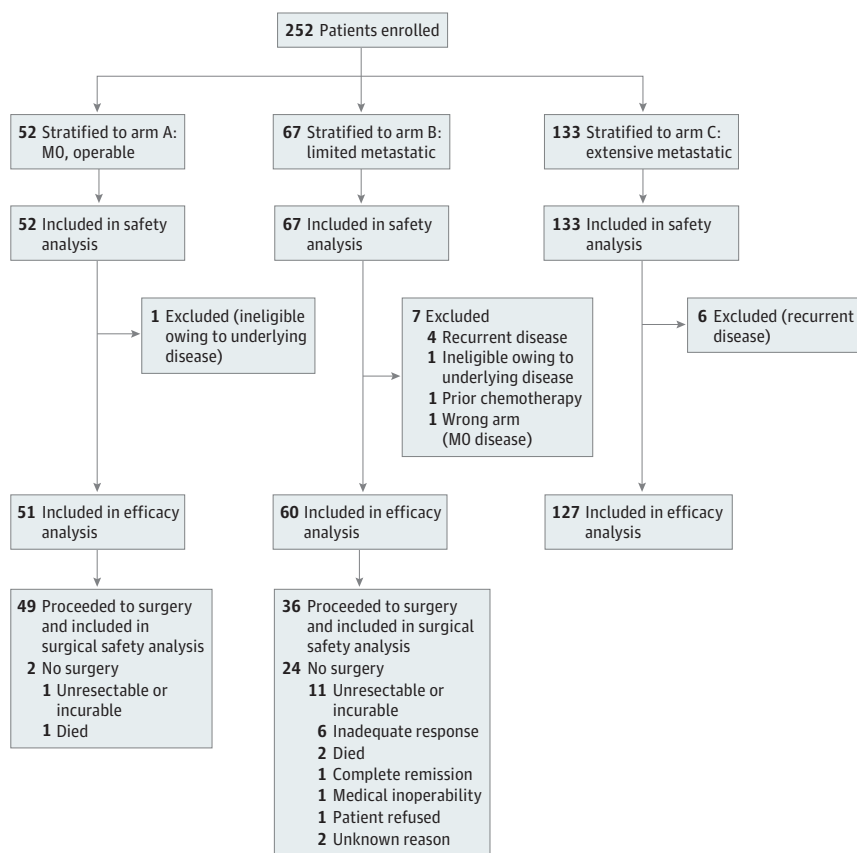 252 Patients enrolled
52 Stratified to arm A:
M0, operable
67 Stratified to arm B:
limited metastatic
133 Stratified to arm C:
extensive metastatic
52 Included in safety
analysis
67 Included in safety
analysis
133 Included in safety
analysis
1 Excluded (ineligible
owing to underlying
disease)
7 Excluded
4 Recurrent disease
1 Ineligible owing to
underlying disease
1 Prior chemotherapy
1 Wrong arm
(M0 disease)
6 Excluded (recurrent
disease)
51 Included in efficacy
analysis
60 Included in efficacy
analysis
127 Included in efficacy
analysis
49 Proceeded to surgery
and included in
surgical safety analysis
2 No surgery
1 Unresectable or
incurable
1 Died
36 Proceeded to surgery
and included in surgical
safety analysis
24 No surgery
11 Unresectable or
incurable
6 Inadequate response
2 Died
1 Complete remission
1 Medical inoperability
1 Patient refused
2 Unknown reason